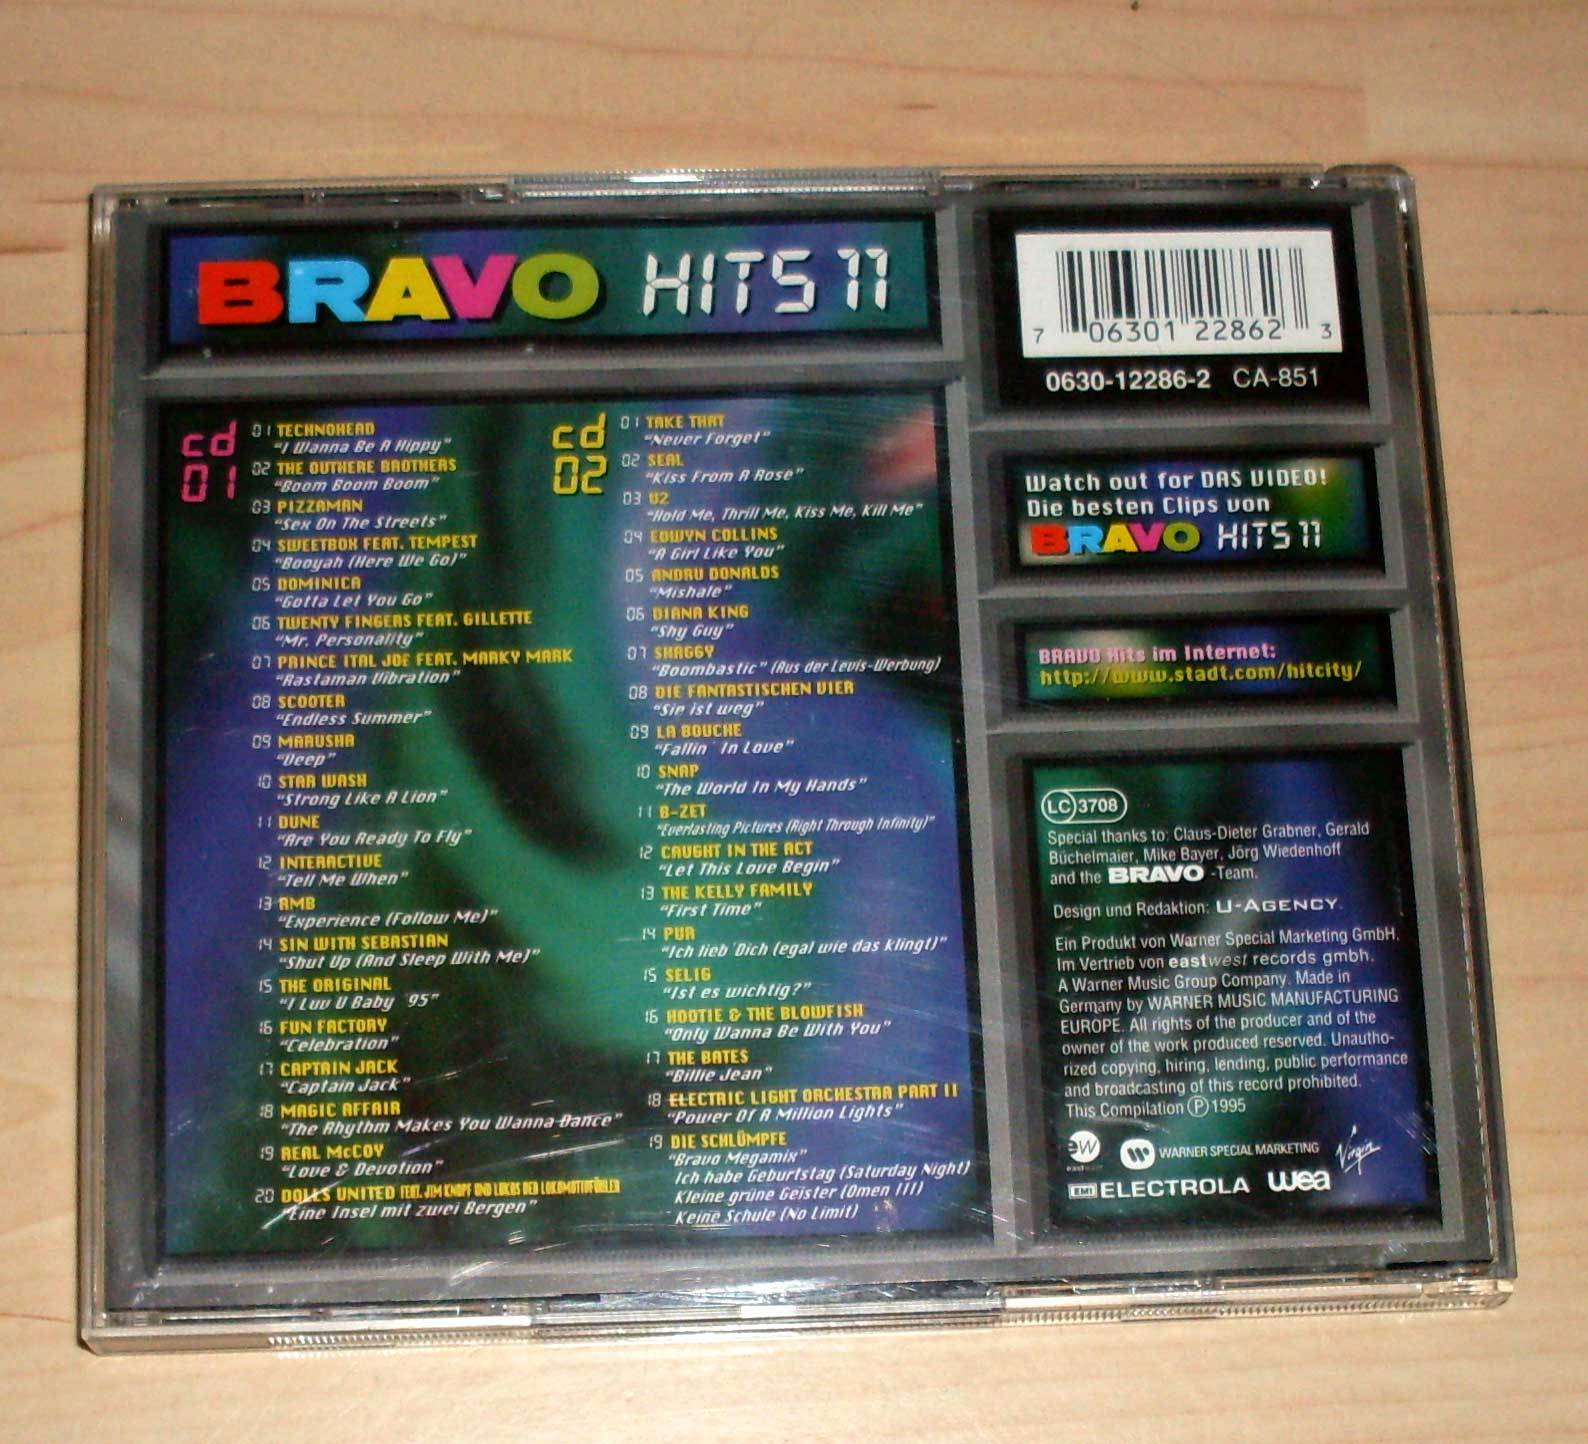 BRAVO HITS 11
cd 01
01 TECHNOHEAD
"I Wanna Be A Hippy"
02 THE OUTHERE BROTHERS
"Boom Boom Boom"
03 PIZZAMAN
"Sex On The Streets"
04 SWEETBOX FEAT. TEMPEST
"Booyah (Here We Go)"
05 DOMINICA
"Gotta Let You Go"
06 TWENTY FINGERS FEAT. GILLETTE
"Mr. Personality"
07 PRINCE ITAL JOE FEAT. MARKY MARK
"Rastaman Vibration"
08 SCOOTER
"Endless Summer"
09 MARUSHA
"Deep"
10 STAR WASH
"Strong Like A Lion"
11 DUNE
"Are You Ready To Fly"
12 INTERACTIVE
"Tell Me When"
13 RMB
"Experience (Follow Me)"
14 SIN WITH SEBASTIAN
"Shut Up (And Sleep With Me)"
15 THE ORIGINAL
"I Luv U Baby '95"
16 FUN FACTORY
"Celebration"
17 CAPTAIN JACK
"Captain Jack"
18 MAGIC AFFAIR
"The Rhythm Makes You Wanna Dance"
19 REAL McCOY
"Love & Devotion"
20 DOLLS UNITED FEAT. JIM KNOPF UND LUKAS DER LOKOMOTIVFÜHRER
"Eine Insel mit zwei Bergen"
cd 02
01 TAKE THAT
"Never Forget"
02 SEAL
"Kiss From A Rose"
03 U2
"Hold Me, Thrill Me, Kiss Me, Kill Me"
04 EDWYN COLLINS
"A Girl Like You"
05 ANDRU DONALDS
"Mishale"
06 DIANA KING
"Shy Guy"
07 SHAGGY
"Boombastic" (Aus der Levis-Werbung)
08 DIE FANTASTISCHEN VIER
"Sie ist weg"
09 LA BOUCHE
"Fallin' In Love"
10 SNAP
"The World In My Hands"
11 B-ZET
"Everlasting Pictures (Right Through Infinity)"
12 CAUGHT IN THE ACT
"Let This Love Begin"
13 THE KELLY FAMILY
"First Time"
14 PUR
"Ich lieb' Dich (egal wie das klingt)"
15 SELIG
"Ist es wichtig?"
16 HOOTIE & THE BLOWFISH
"Only Wanna Be With You"
17 THE BATES
"Billie Jean"
18 ELECTRIC LIGHT ORCHESTRA PART II
"Power Of A Million Lights"
19 DIE SCHLÜMPFE
"Bravo Megamix"
Ich habe Geburtstag (Saturday Night)
Kleine grüne Geister (Omen III)
Keine Schule (No Limit)
7 06301 22862 3
0630-12286-2 CA-851
Watch out for DAS VIDEO!
Die besten Clips von
BRAVO HITS 11
BRAVO Hits im Internet:
http://www.stadt.com/hitcity/
LC 3708
Special thanks to: Claus-Dieter Grabner, Gerald
Büchelmaier, Mike Bayer, Jörg Wiedenhoff
and the BRAVO -Team.
Design und Redaktion: U-AGENCY.
Ein Produkt von Warner Special Marketing GmbH.
Im Vertrieb von eastwest records gmbh.
A Warner Music Group Company. Made in
Germany by WARNER MUSIC MANUFACTURING
EUROPE. All rights of the producer and of the
owner of the work produced reserved. Unautho-
rized copying, hiring, lending, public performance
and broadcasting of this record prohibited.
This Compilation Ⓟ 1995
ew eastwest WARNER SPECIAL MARKETING Virgin
EMI ELECTROLA wea